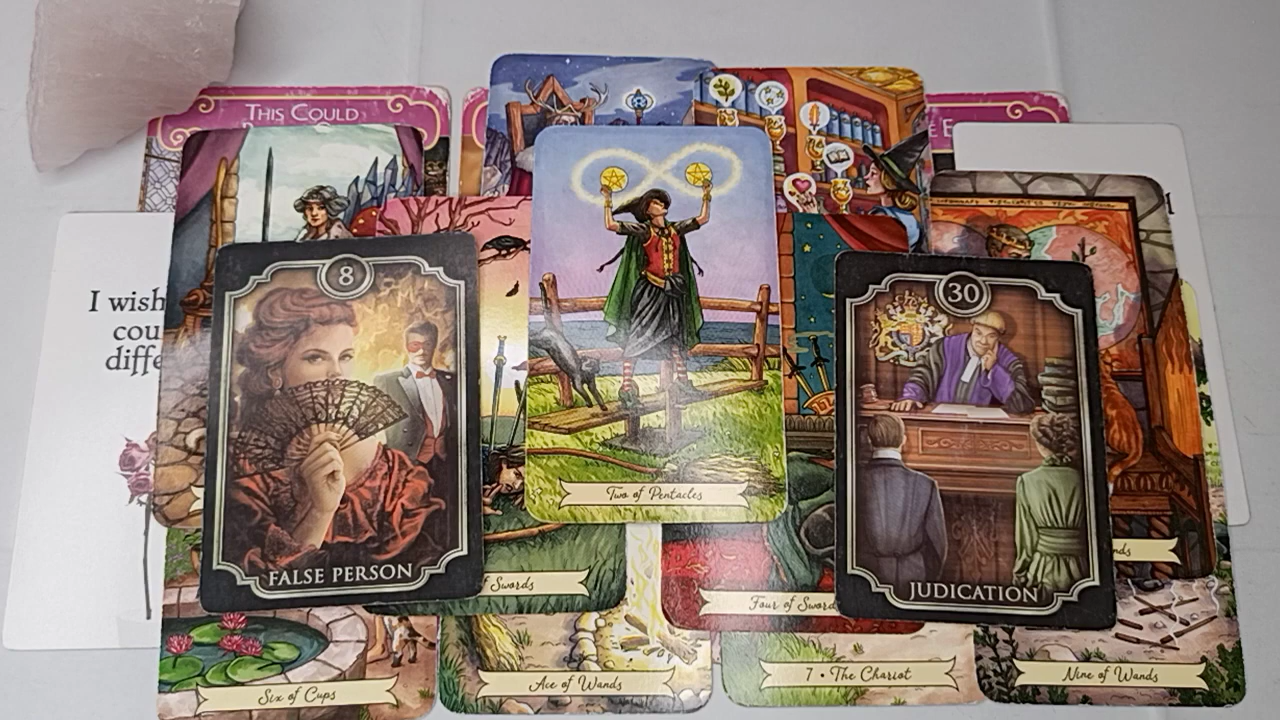 THIS COULD
I wish
cou
diffe
8
FALSE PERSON
Two of Pentacles
30
JUDICATION
f Swords
Four of Sword
nds
Six of Cups
Ace of Wands
7 • The Chariot
Nine of Wands